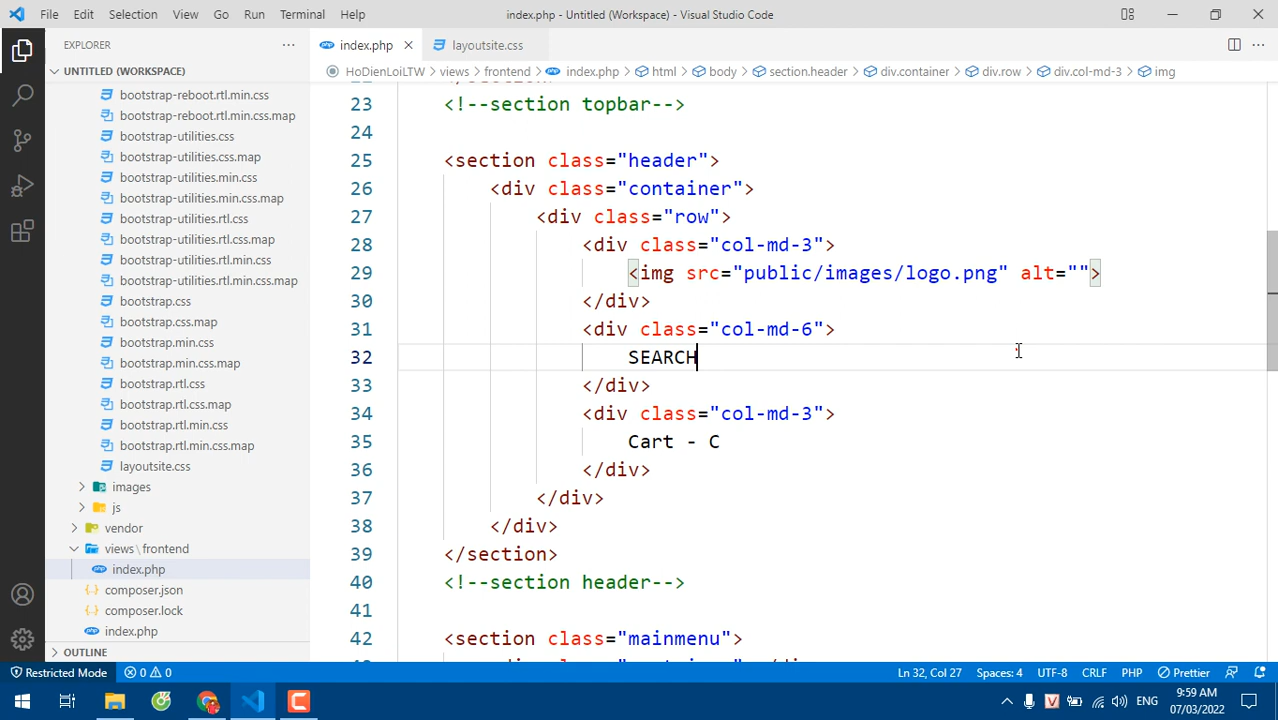 File Edit Selection View Go Run Terminal Help
index.php - Untitled (Workspace) - Visual Studio Code
EXPLORER
UNTITLED (WORKSPACE)
bootstrap-reboot.rtl.min.css
bootstrap-reboot.rtl.min.css.map
bootstrap-utilities.css
bootstrap-utilities.css.map
bootstrap-utilities.min.css
bootstrap-utilities.min.css.map
bootstrap-utilities.rtl.css
bootstrap-utilities.rtl.css.map
bootstrap-utilities.rtl.min.css
bootstrap-utilities.rtl.min.css.map
bootstrap.css
bootstrap.css.map
bootstrap.min.css
bootstrap.min.css.map
bootstrap.rtl.css
bootstrap.rtl.css.map
bootstrap.rtl.min.css
bootstrap.rtl.min.css.map
layoutsite.css
images
js
vendor
views\frontend
index.php
composer.json
composer.lock
index.php
OUTLINE
index.php layoutsite.css
HoDienLoiLTW views frontend index.php html body section.header div.container div.row div.col-md-3 img
23 <!--section topbar-->
24
25 <section class="header">
26 <div class="container">
27 <div class="row">
28 <div class="col-md-3">
29 <img src="public/images/logo.png" alt="">
30 </div>
31 <div class="col-md-6">
32 SEARCH
33 </div>
34 <div class="col-md-3">
35 Cart - C
36 </div>
37 </div>
38 </div>
39 </section>
40 <!--section header-->
41
42 <section class="mainmenu">
Restricted Mode 0 0 Ln 32, Col 27 Spaces: 4 UTF-8 CRLF PHP Prettier
ENG
9:59 AM
07/03/2022